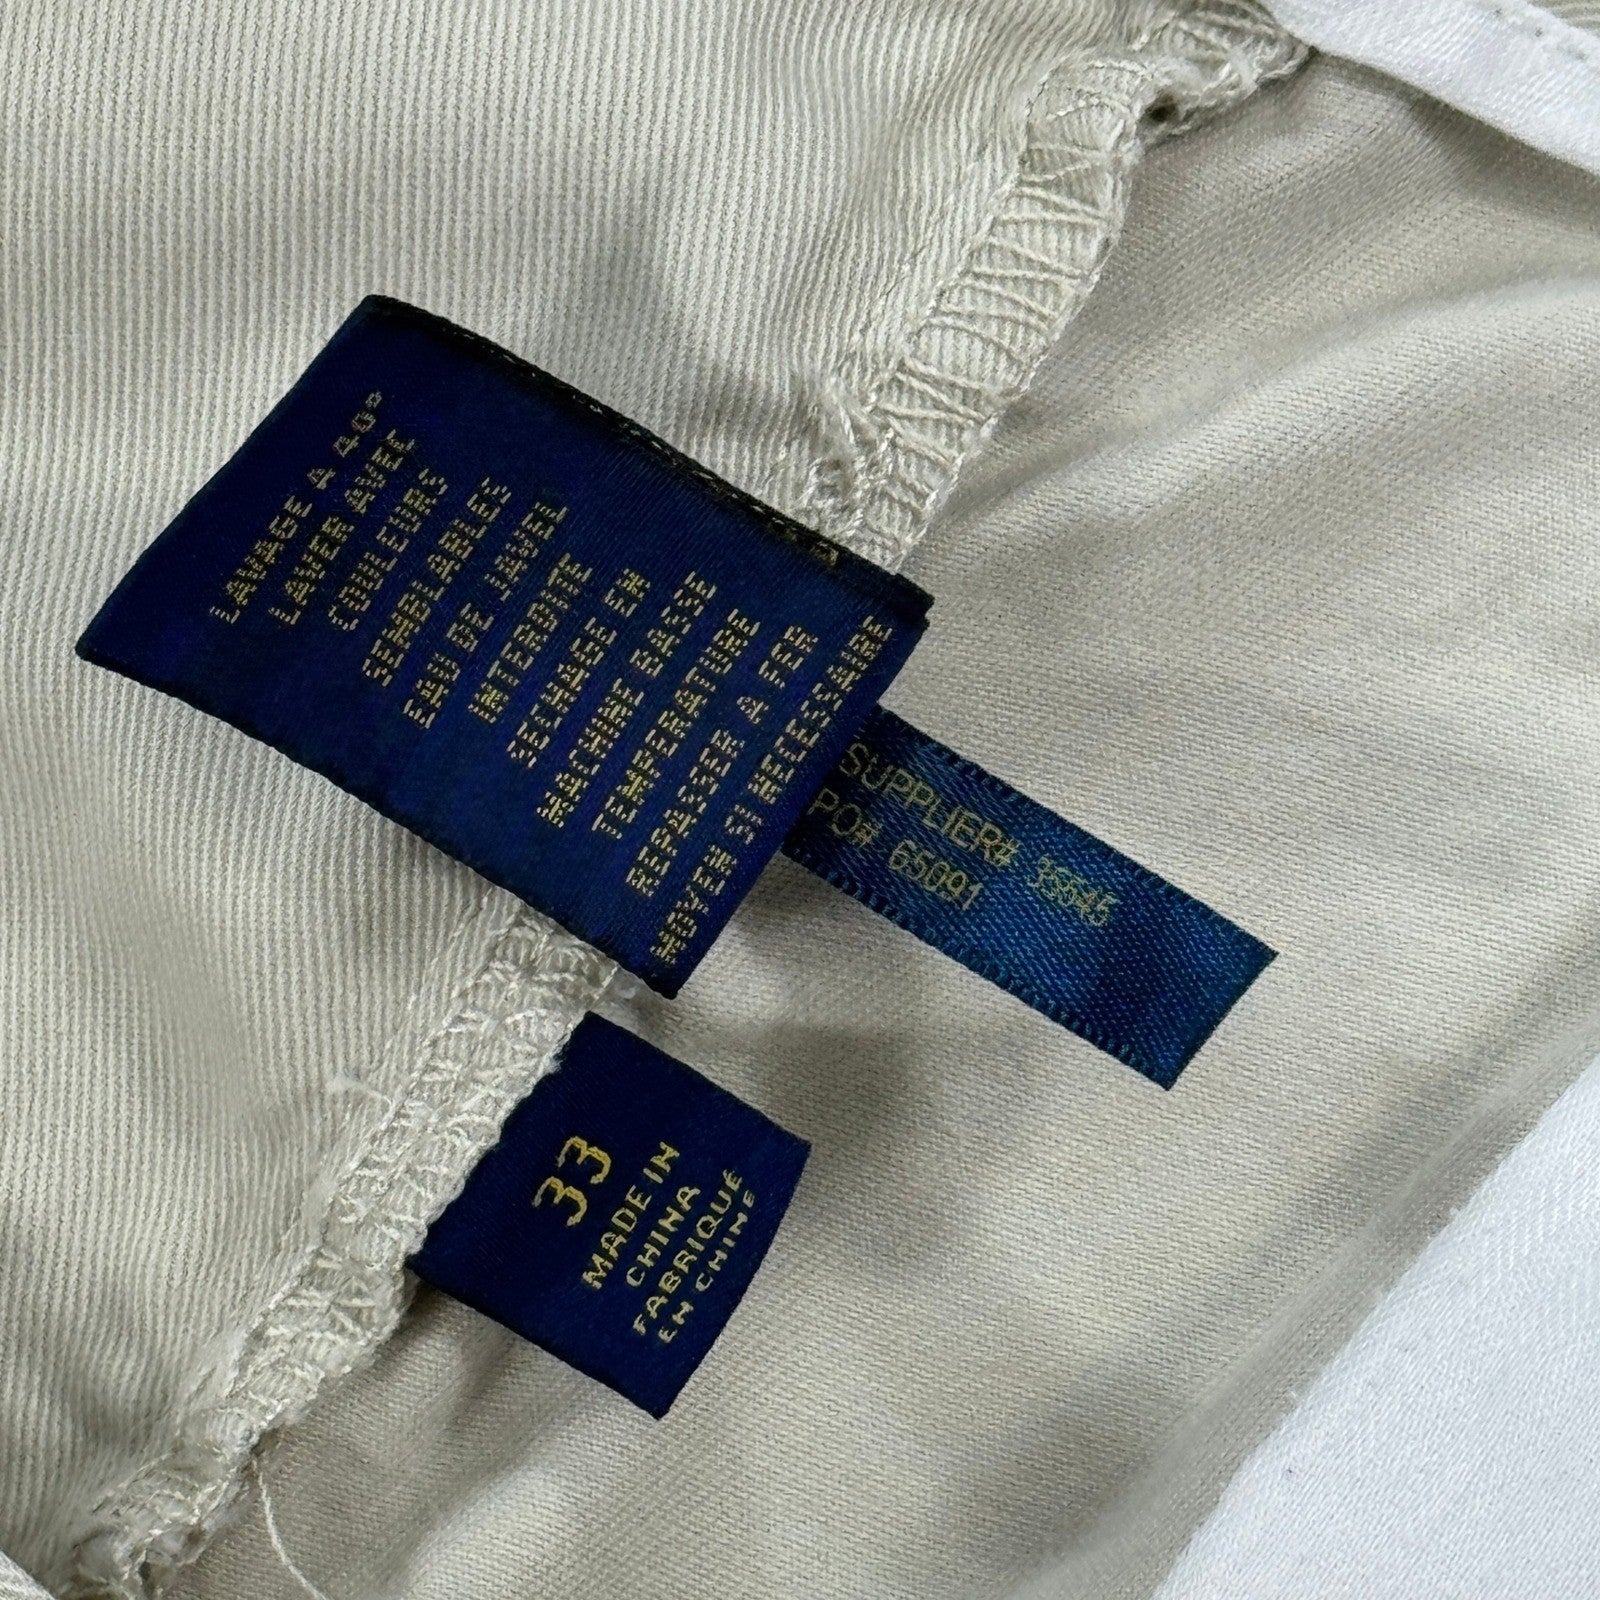 LAVAGE A 40°
LAVER AVEC
COULEURS
SEMBLABLES
EAU DE JAVEL
INTERDITE
SECHAGE EN
MACHINE BASSE
TEMPERATURE
REPASSER A FER
MOYEN SI NECESSAIRE
SUPPLIER# 35545
PO# 65091
33
MADE IN
CHINA
FABRIQUÉ
EN CHINE